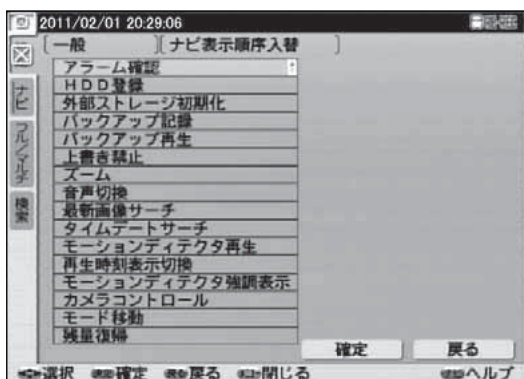 2011/02/01 20:29:06
一般 ナビ表示順序入替
アラーム確認
HDD登録
外部ストレージ初期化
バックアップ記録
バックアップ再生
上書き禁止
ズーム
音声切換
最新画像サーチ
タイムデートサーチ
モーションディテクタ再生
再生時刻表示切換
モーションディテクタ強調表示
カメラコントロール
モード移動
残量復帰
ナビ
フル/マルチ
検索
確定 戻る
選択 確定 戻る 閉じる ヘルプ